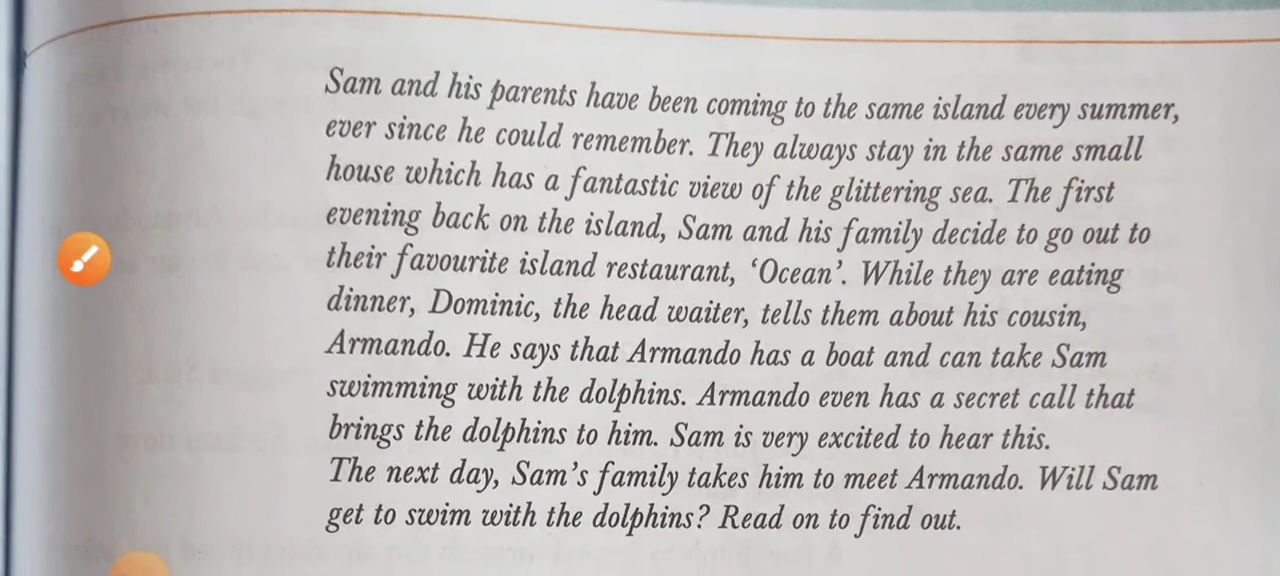 Sam and his parents have been coming to the same island every summer,
ever since he could remember. They always stay in the same small
house which has a fantastic view of the glittering sea. The first
evening back on the island, Sam and his family decide to go out to
their favourite island restaurant, ‘Ocean’. While they are eating
dinner, Dominic, the head waiter, tells them about his cousin,
Armando. He says that Armando has a boat and can take Sam
swimming with the dolphins. Armando even has a secret call that
brings the dolphins to him. Sam is very excited to hear this.
The next day, Sam’s family takes him to meet Armando. Will Sam
get to swim with the dolphins? Read on to find out.